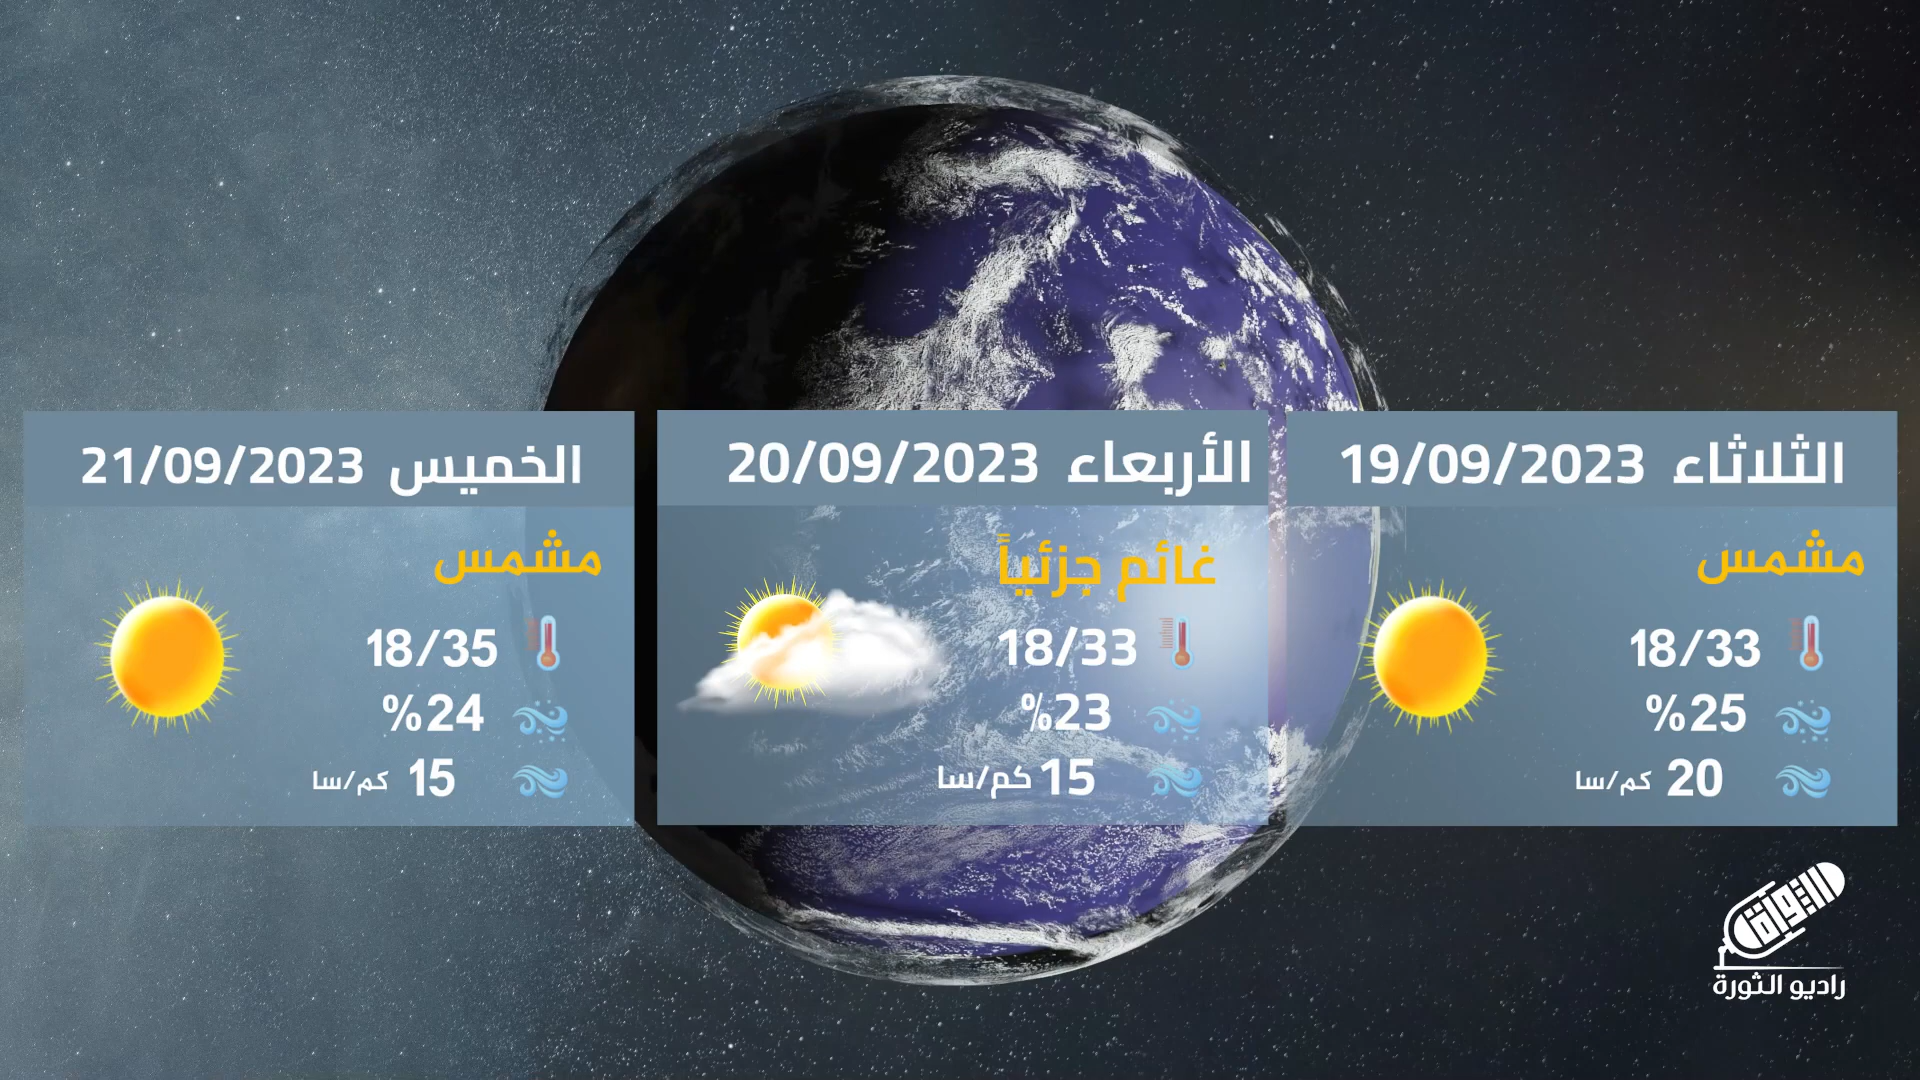 الثلاثاء 19/09/2023
مشمس
18/33
%25
20 كم/سا
الأربعاء 20/09/2023
غائم جزئياً
18/33
%23
15 كم/سا
الخميس 21/09/2023
مشمس
18/35
%24
15 كم/سا
الثورة
راديو الثورة